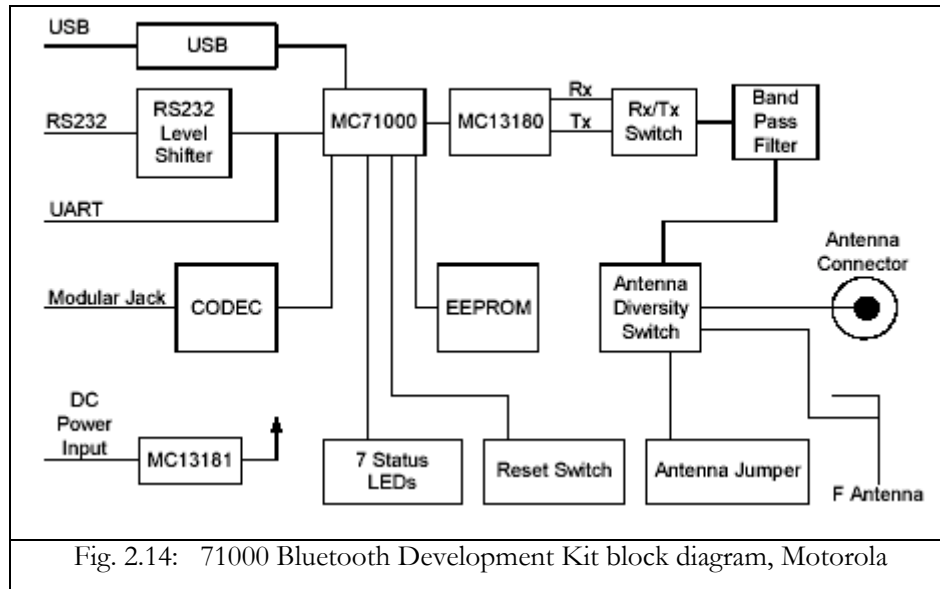 USB
USB
RS232
RS232
Level
Shifter
UART
MC71000
MC13180
Rx
Tx
Rx/Tx
Switch
Band
Pass
Filter
Modular Jack
CODEC
EEPROM
Antenna
Diversity
Switch
Antenna
Connector
DC
Power
Input
MC13181
7 Status
LEDs
Reset Switch
Antenna Jumper
F Antenna
Fig. 2.14: 71000 Bluetooth Development Kit block diagram, Motorola